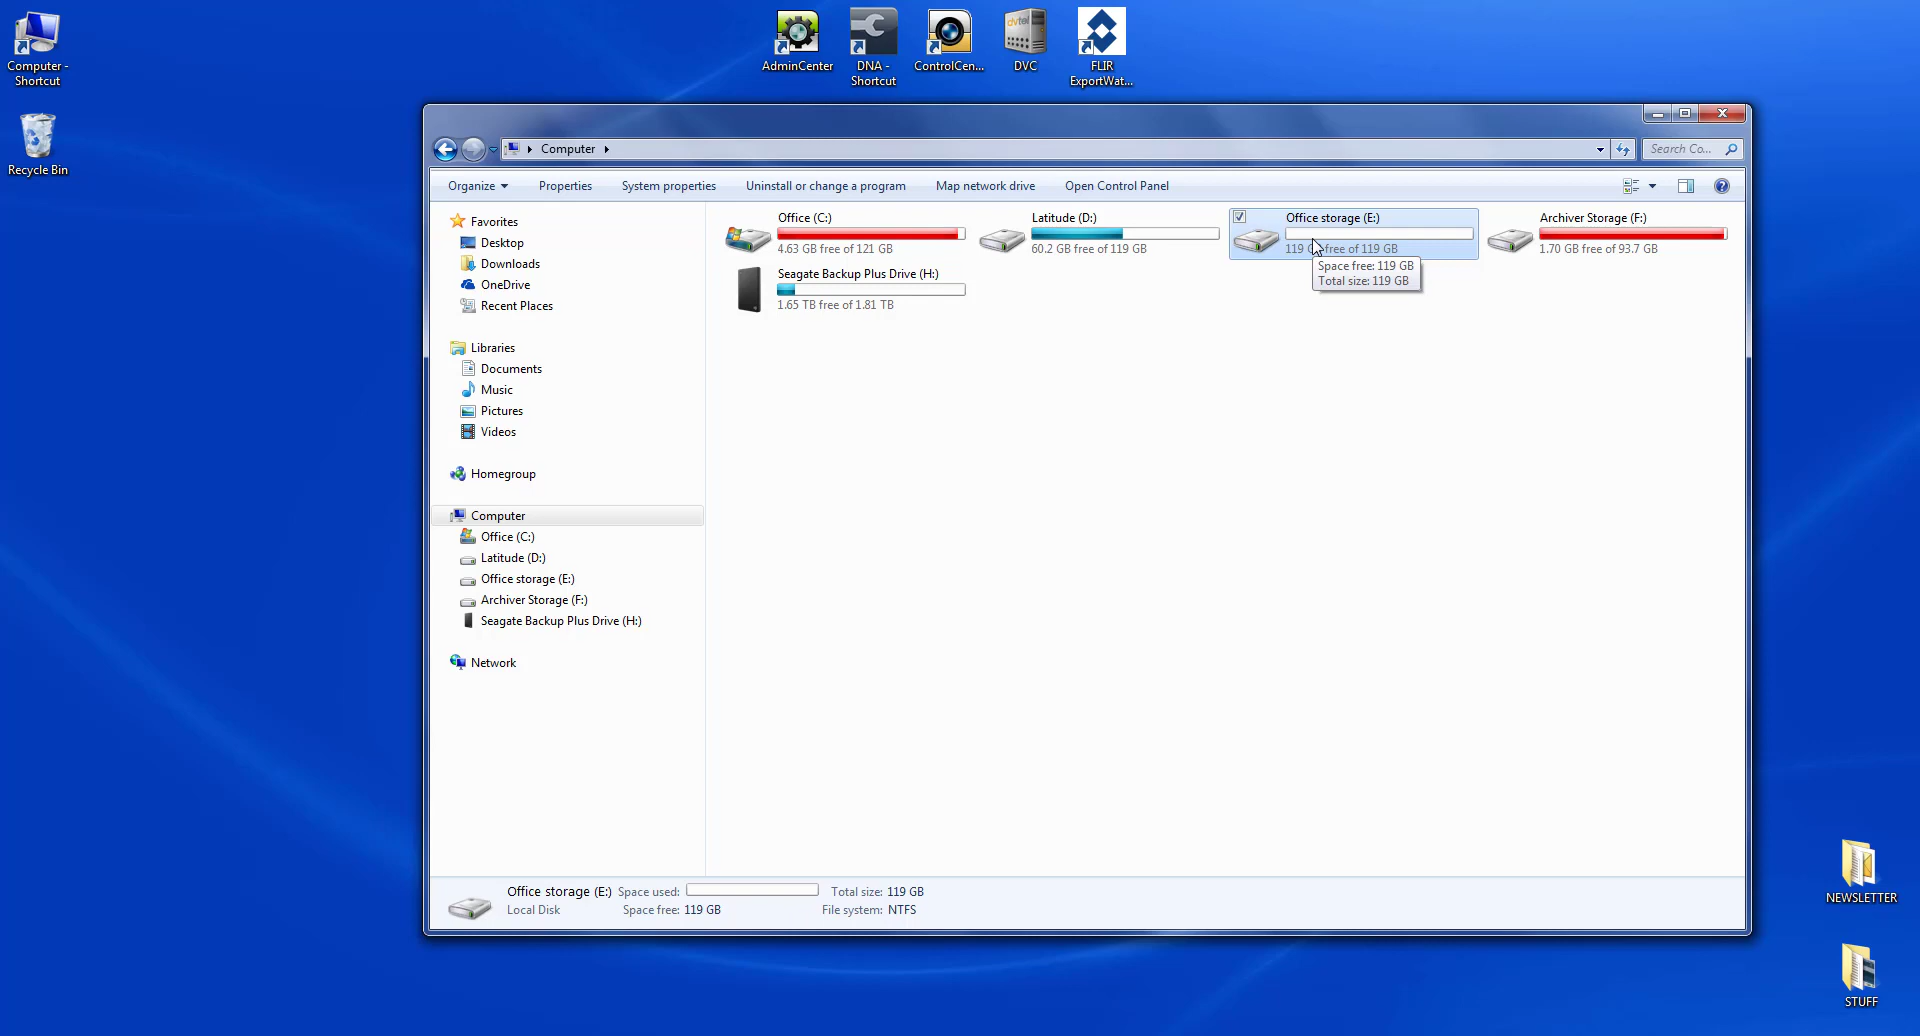 Computer -
Shortcut
Recycle Bin
AdminCenter
DNA -
Shortcut
ControlCen...
DVC
dvtel
FLIR
ExportWat...
Computer
Search Co...
Organize
Properties
System properties
Uninstall or change a program
Map network drive
Open Control Panel
Favorites
Desktop
Downloads
OneDrive
Recent Places
Libraries
Documents
Music
Pictures
Videos
Homegroup
Computer
Office (C:)
Latitude (D:)
Office storage (E:)
Archiver Storage (F:)
Seagate Backup Plus Drive (H:)
Network
Office (C:)
4.63 GB free of 121 GB
Latitude (D:)
60.2 GB free of 119 GB
Office storage (E:)
119 G free of 119 GB
Space free: 119 GB
Total size: 119 GB
Archiver Storage (F:)
1.70 GB free of 93.7 GB
Seagate Backup Plus Drive (H:)
1.65 TB free of 1.81 TB
Office storage (E:) Space used: Total size: 119 GB
Local Disk Space free: 119 GB File system: NTFS
NEWSLETTER
STUFF